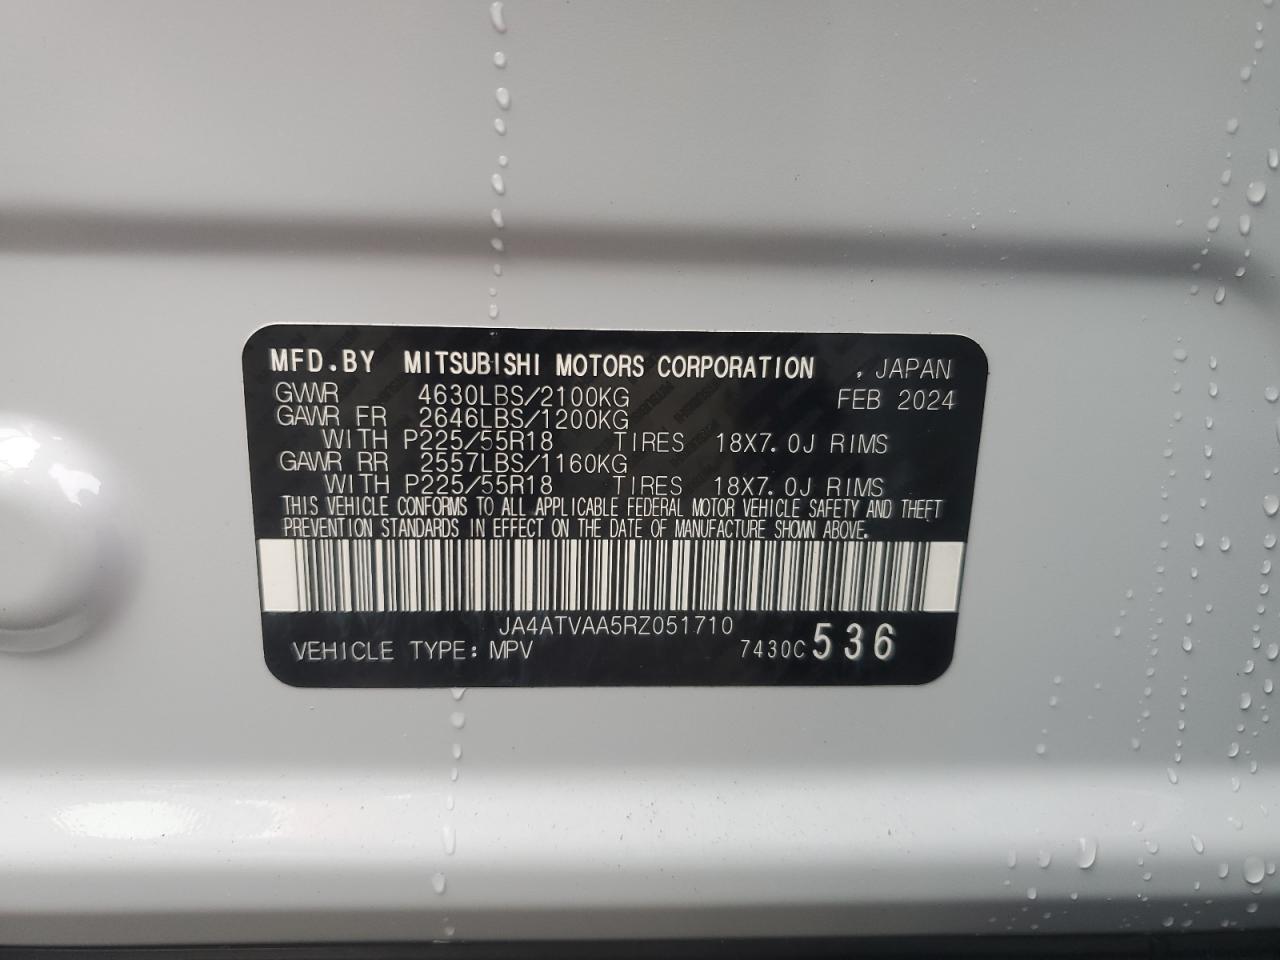 MFD.BY MITSUBISHI MOTORS CORPORATION , JAPAN
GVWR 4630LBS/2100KG FEB 2024
GAWR FR 2646LBS/1200KG
WITH P225/55R18 TIRES 18X7.0J RIMS
GAWR RR 2557LBS/1160KG
WITH P225/55R18 TIRES 18X7.0J RIMS
THIS VEHICLE CONFORMS TO ALL APPLICABLE FEDERAL MOTOR VEHICLE SAFETY AND THEFT
PREVENTION STANDARDS IN EFFECT ON THE DATE OF MANUFACTURE SHOWN ABOVE.
JA4ATVAA5RZ051710
VEHICLE TYPE: MPV 7430C 536